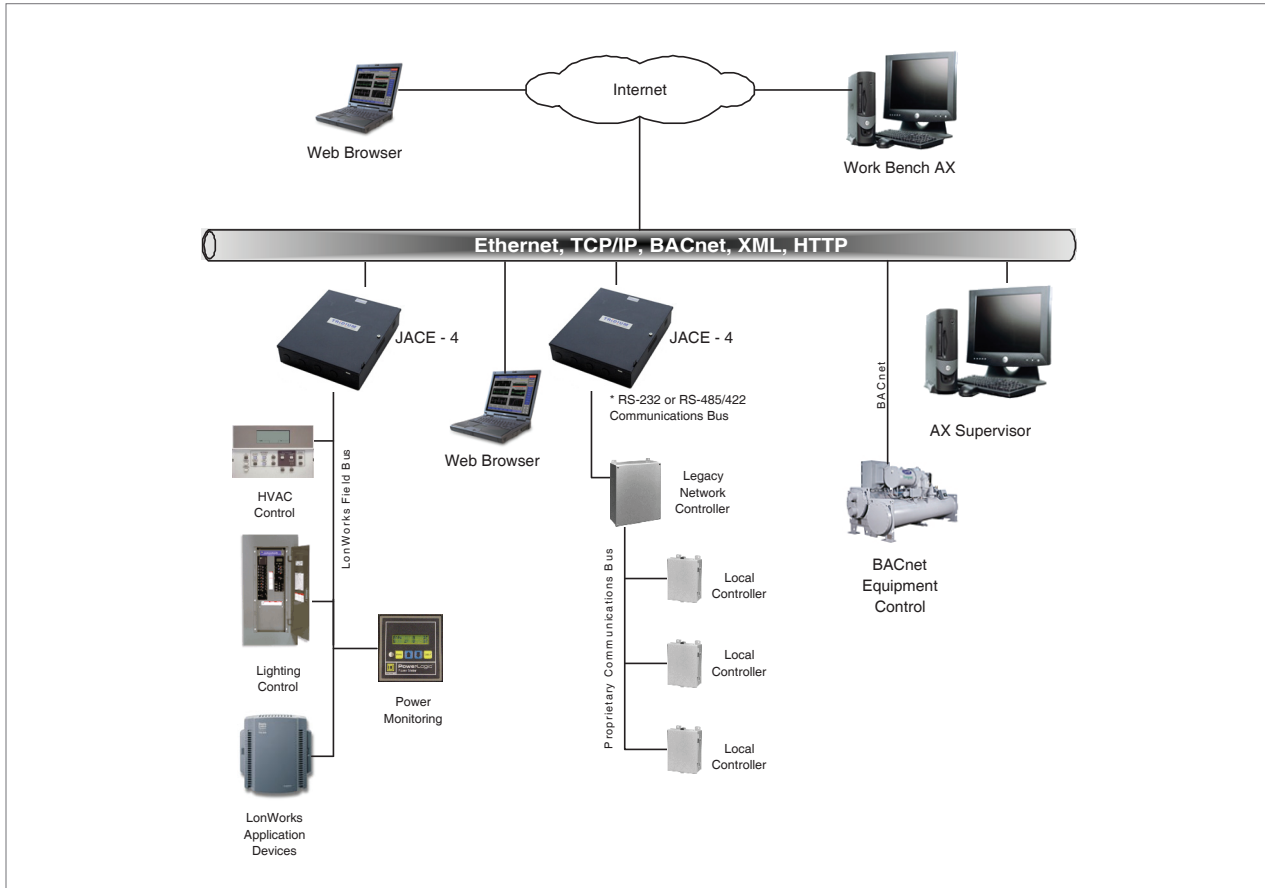 Internet
Web Browser
Work Bench AX
Ethernet, TCP/IP, BACnet, XML, HTTP
JACE - 4
JACE - 4
* RS-232 or RS-485/422
Communications Bus
Web Browser
BACnet
AX Supervisor
HVAC
Control
LonWorks Field Bus
Legacy
Network
Controller
Lighting
Control
PowerLogic
Power
Monitoring
Proprietary Communications Bus
Local
Controller
Local
Controller
Local
Controller
BACnet
Equipment
Control
LonWorks
Application
Devices